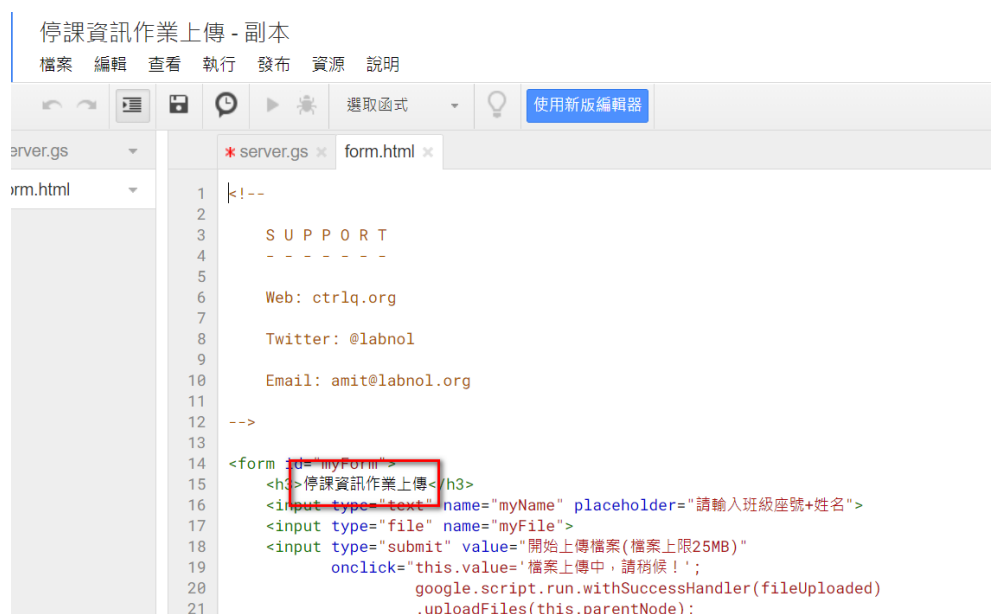 停課資訊作業上傳 - 副本
檔案 編輯 查看 執行 發布 資源 說明
選取函式 使用新版編輯器
erver.gs * server.gs × form.html ×
orm.html
1 <!--
2
3 S U P P O R T
4 - - - - - - -
5
6 Web: ctrlq.org
7
8 Twitter: @labnol
9
10 Email: amit@labnol.org
11
12 -->
13
14 <form id="myForm">
15 <h3>停課資訊作業上傳</h3>
16 <input type="text" name="myName" placeholder="請輸入班級座號+姓名">
17 <input type="file" name="myFile">
18 <input type="submit" value="開始上傳檔案(檔案上限25MB)"
19 onclick="this.value='檔案上傳中，請稍候！';
20 google.script.run.withSuccessHandler(fileUploaded)
21 .uploadFiles(this.parentNode);